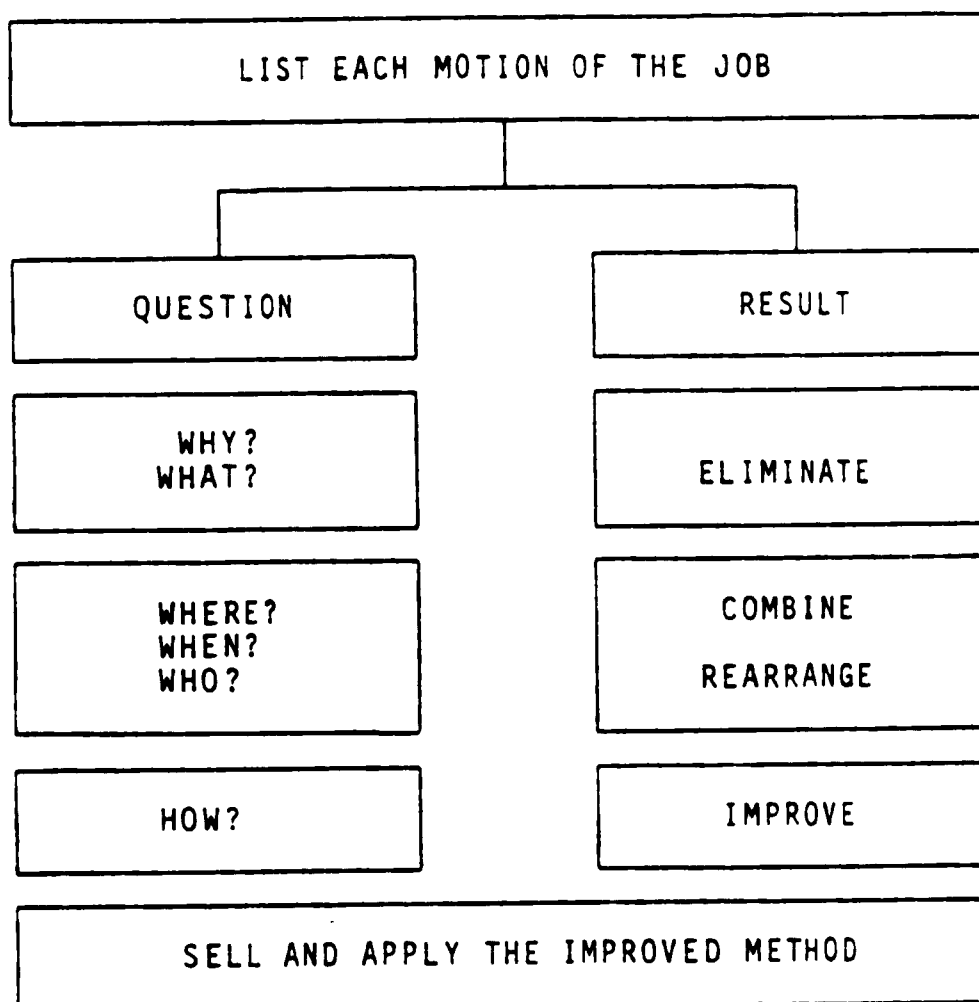 LIST EACH MOTION OF THE JOB
QUESTION
RESULT
WHY?
WHAT?
ELIMINATE
WHERE?
WHEN?
WHO?
COMBINE
REARRANGE
HOW?
IMPROVE
SELL AND APPLY THE IMPROVED METHOD